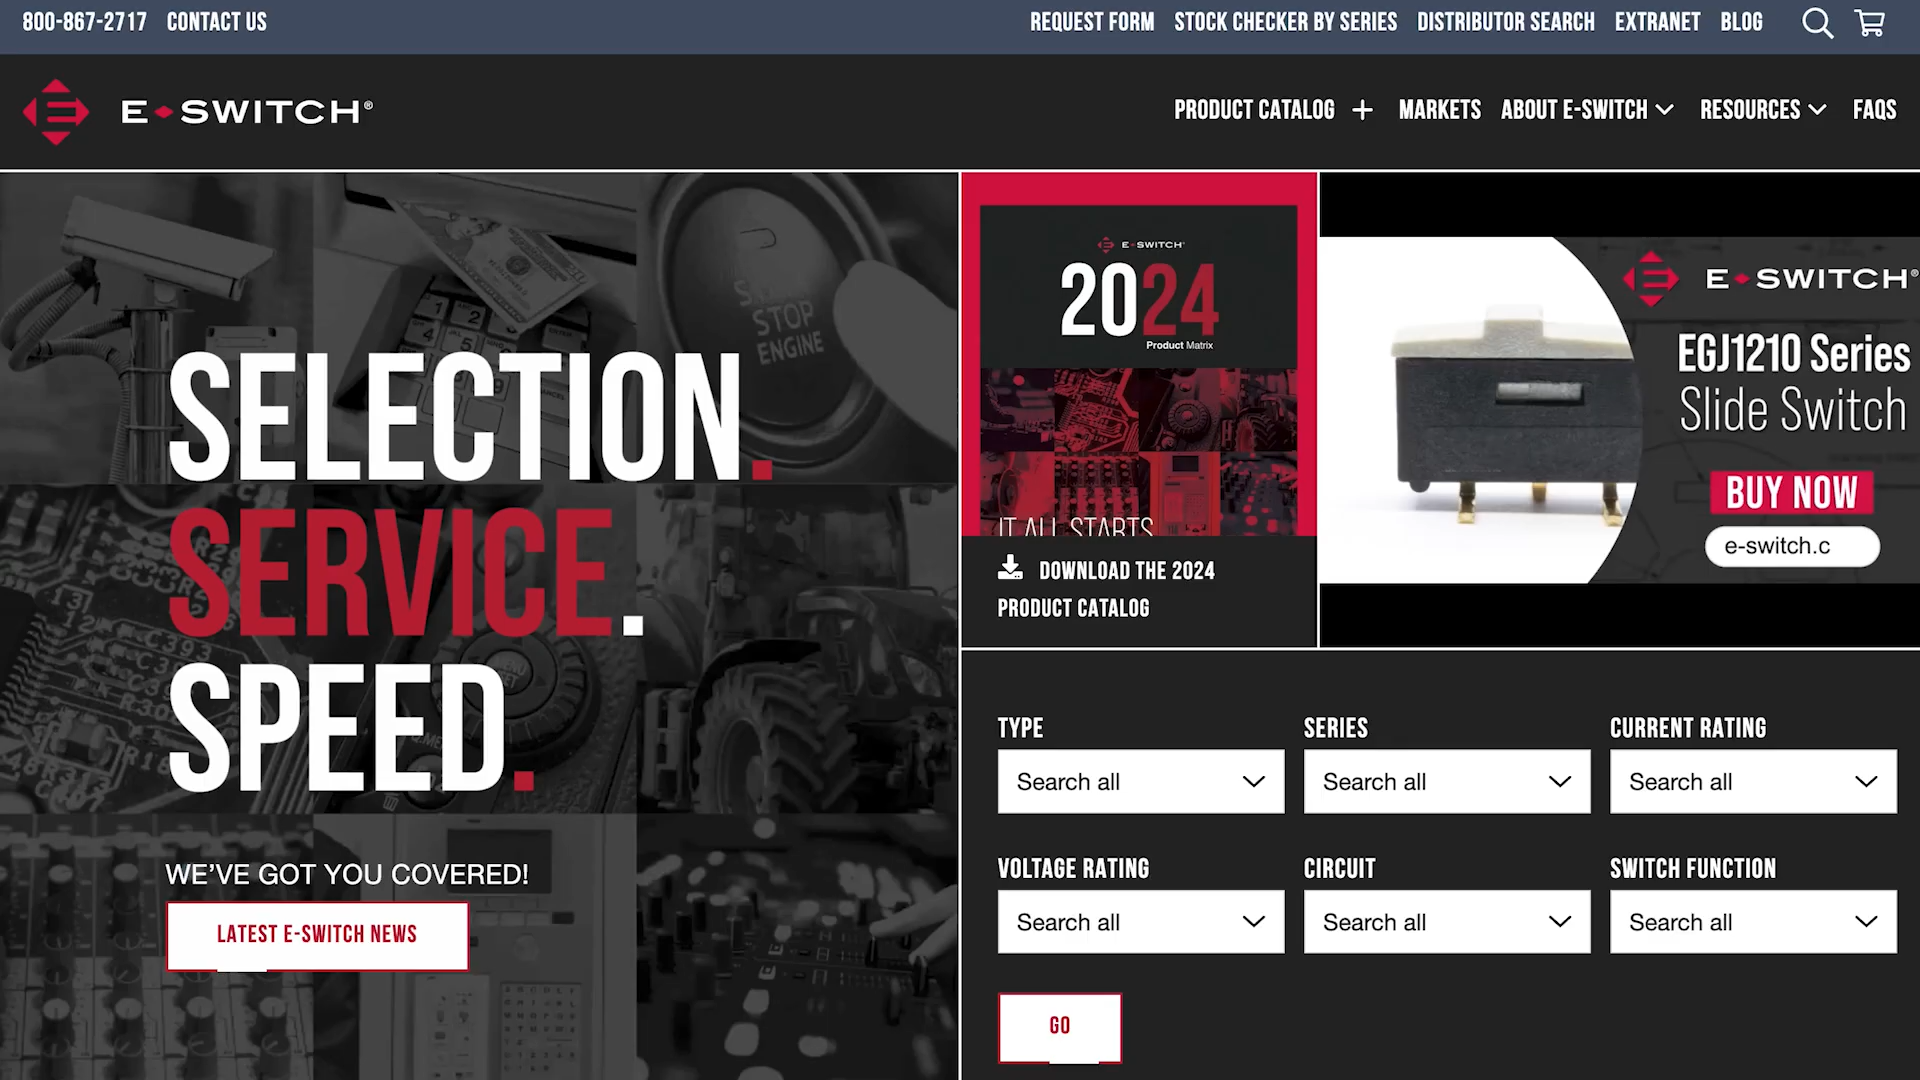 800-867-2717 CONTACT US
REQUEST FORM STOCK CHECKER BY SERIES DISTRIBUTOR SEARCH EXTRANET BLOG
E SWITCH®
PRODUCT CATALOG + MARKETS ABOUT E-SWITCH RESOURCES FAQS
STOP
ENGINE
SELECTION.
SERVICE.
SPEED.
WE'VE GOT YOU COVERED!
LATEST E-SWITCH NEWS
E SWITCH
2024
Product Matrix
IT ALL STARTS
DOWNLOAD THE 2024
PRODUCT CATALOG
E SWITCH®
EGJ1210 Series
Slide Switch
BUY NOW
e-switch.c
TYPE SERIES CURRENT RATING
Search all Search all Search all
VOLTAGE RATING CIRCUIT SWITCH FUNCTION
Search all Search all Search all
GO